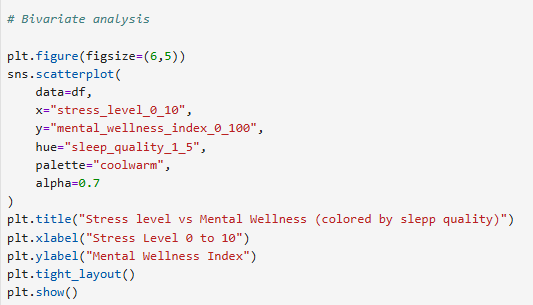 # Bivariate analysis
plt.figure(figsize=(6,5))
sns.scatterplot(
    data=df,
    x="stress_level_0_10",
    y="mental_wellness_index_0_100",
    hue="sleep_quality_1_5",
    palette="coolwarm",
    alpha=0.7
)
plt.title("Stress level vs Mental Wellness (colored by slepp quality)")
plt.xlabel("Stress Level 0 to 10")
plt.ylabel("Mental Wellness Index")
plt.tight_layout()
plt.show()